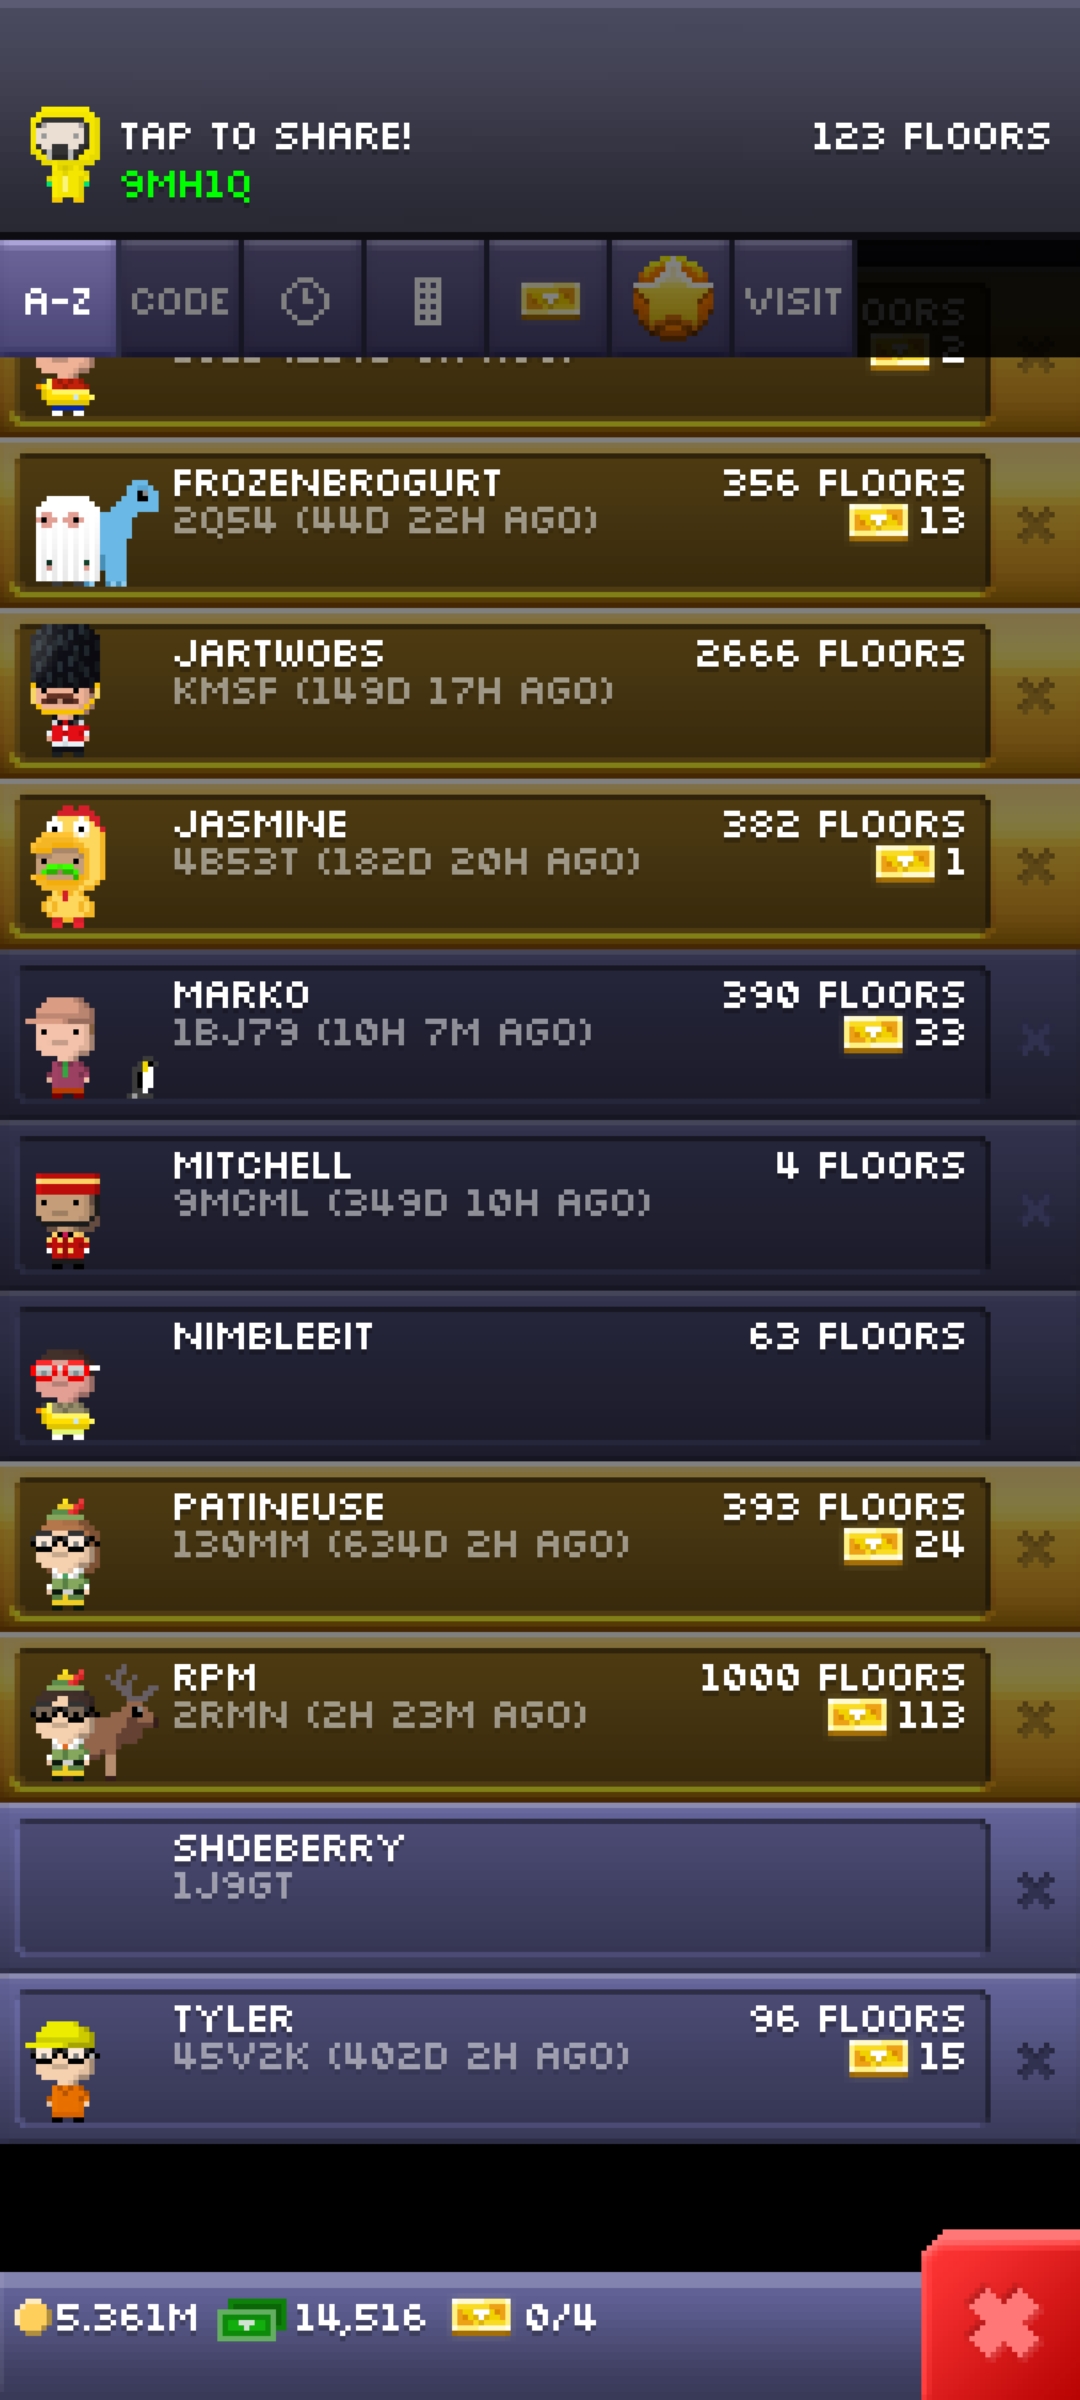 TAP TO SHARE!
123 FLOORS
9MH1Q
A-Z
CODE
VISIT
OORS
2
FROZENBROGURT
356 FLOORS
2Q54 (44D 22H AGO)
13
JARTWOBS
2666 FLOORS
KMSF (149D 17H AGO)
JASMINE
382 FLOORS
4B53T (182D 20H AGO)
1
MARKO
390 FLOORS
1BJ79 (10H 7M AGO)
33
MITCHELL
4 FLOORS
9MCML (349D 10H AGO)
NIMBLEBIT
63 FLOORS
PATINEUSE
393 FLOORS
130MM (634D 2H AGO)
24
RPM
1000 FLOORS
2RMN (2H 23M AGO)
113
SHOEBERRY
1J9GT
TYLER
96 FLOORS
45V2K (402D 2H AGO)
15
5.361M
14,516
0/4